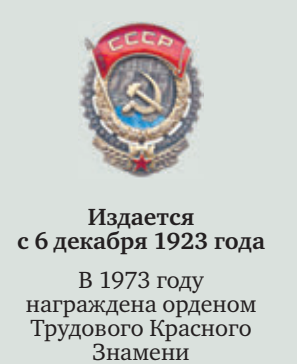 СССР
Издается
с 6 декабря 1923 года
В 1973 году
награждена орденом
Трудового Красного
Знамени